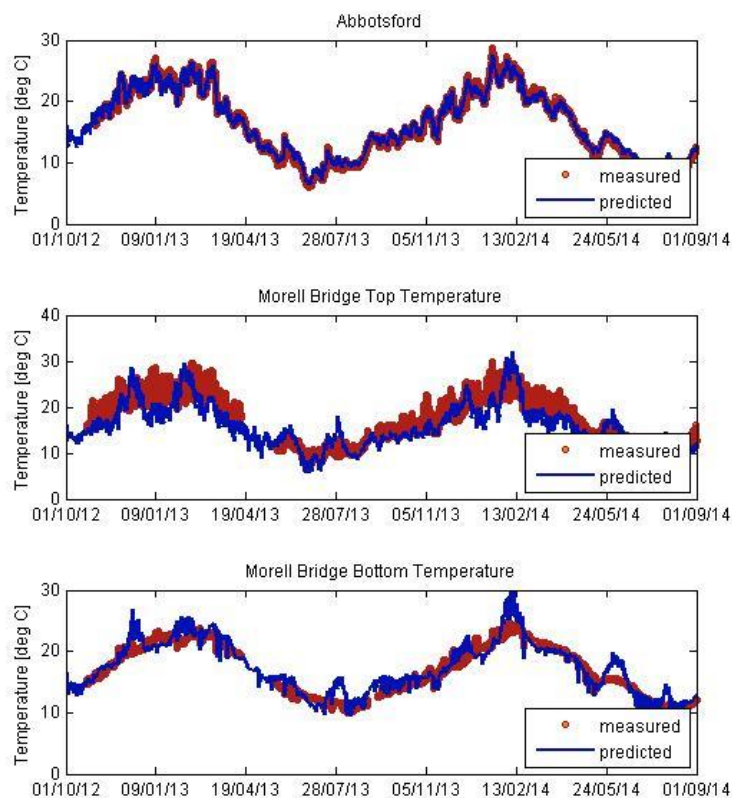 Abbotsford
Temperature [deg C]
30
20
10
0
measured
predicted
01/10/12 09/01/13 19/04/13 28/07/13 05/11/13 13/02/14 24/05/14 01/09/14
Morell Bridge Top Temperature
Temperature [deg C]
40
30
20
10
0
measured
predicted
01/10/12 09/01/13 19/04/13 28/07/13 05/11/13 13/02/14 24/05/14 01/09/14
Morell Bridge Bottom Temperature
Temperature [deg C]
30
20
10
0
measured
predicted
01/10/12 09/01/13 19/04/13 28/07/13 05/11/13 13/02/14 24/05/14 01/09/14